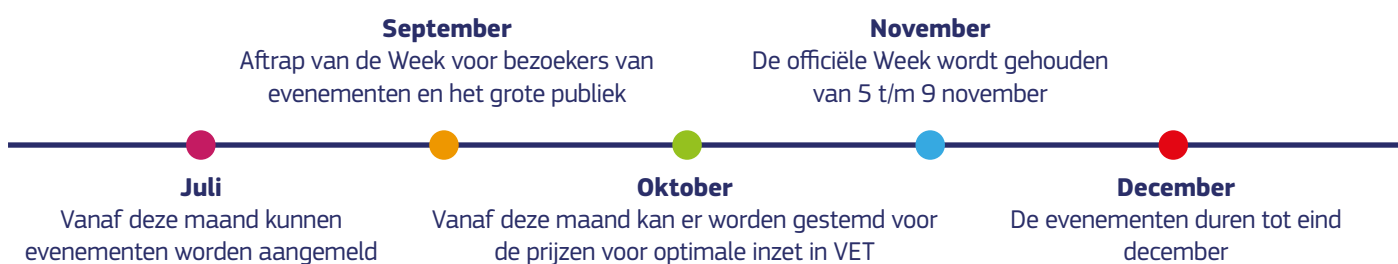 September
Aftrap van de Week voor bezoekers van
evenementen en het grote publiek
November
De officiële Week wordt gehouden
van 5 t/m 9 november
Juli
Vanaf deze maand kunnen
evenementen worden aangemeld
Oktober
Vanaf deze maand kan er worden gestemd voor
de prijzen voor optimale inzet in VET
December
De evenementen duren tot eind
december